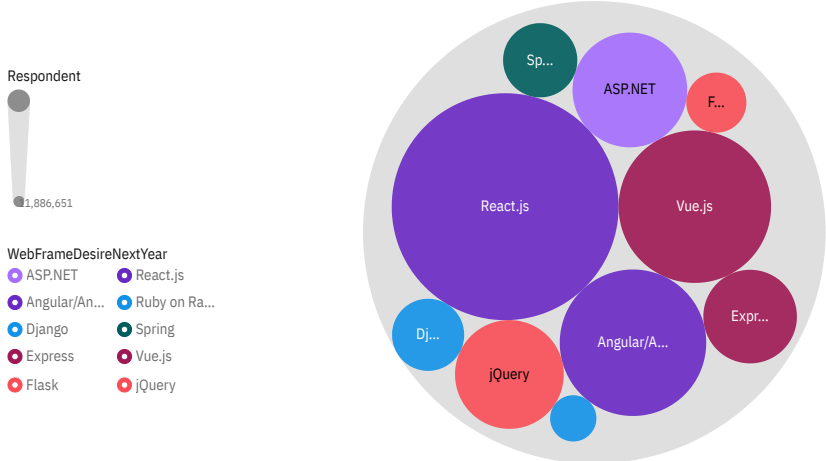 Respondent
11,886,651
WebFrameDesireNextYear
ASP.NET
React.js
Angular/An...
Ruby on Ra...
Django
Spring
Express
Vue.js
Flask
jQuery
Sp...
ASP.NET
F...
React.js
Vue.js
Expr...
Dj...
Angular/A...
jQuery